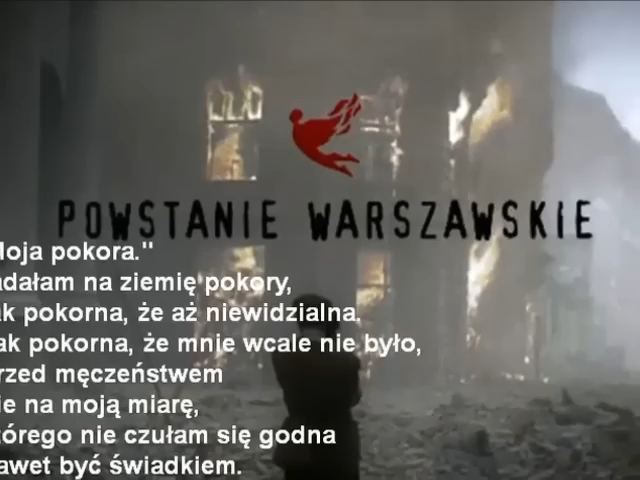 POWSTANIE WARSZAWSKIE
Moja pokora."
adałam na ziemię pokory,
ak pokorna, że aż niewidzialna.
ak pokorna, że mnie wcale nie było,
rzed męczeństwem
ie na moją miarę,
tórego nie czułam się godna
awet być świadkiem.